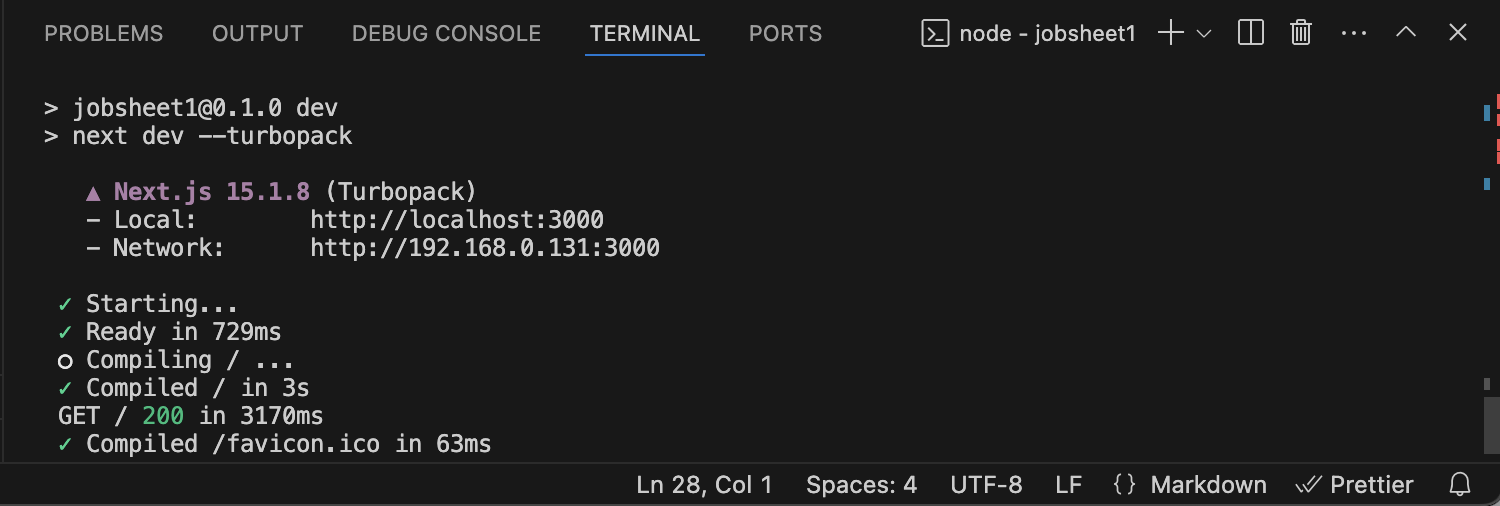 PROBLEMS OUTPUT DEBUG CONSOLE TERMINAL PORTS node - jobsheet1
> jobsheet1@0.1.0 dev
> next dev --turbopack
▲ Next.js 15.1.8 (Turbopack)
- Local: http://localhost:3000
- Network: http://192.168.0.131:3000
✓ Starting...
✓ Ready in 729ms
○ Compiling / ...
✓ Compiled / in 3s
GET / 200 in 3170ms
✓ Compiled /favicon.ico in 63ms
Ln 28, Col 1 Spaces: 4 UTF-8 LF {} Markdown Prettier